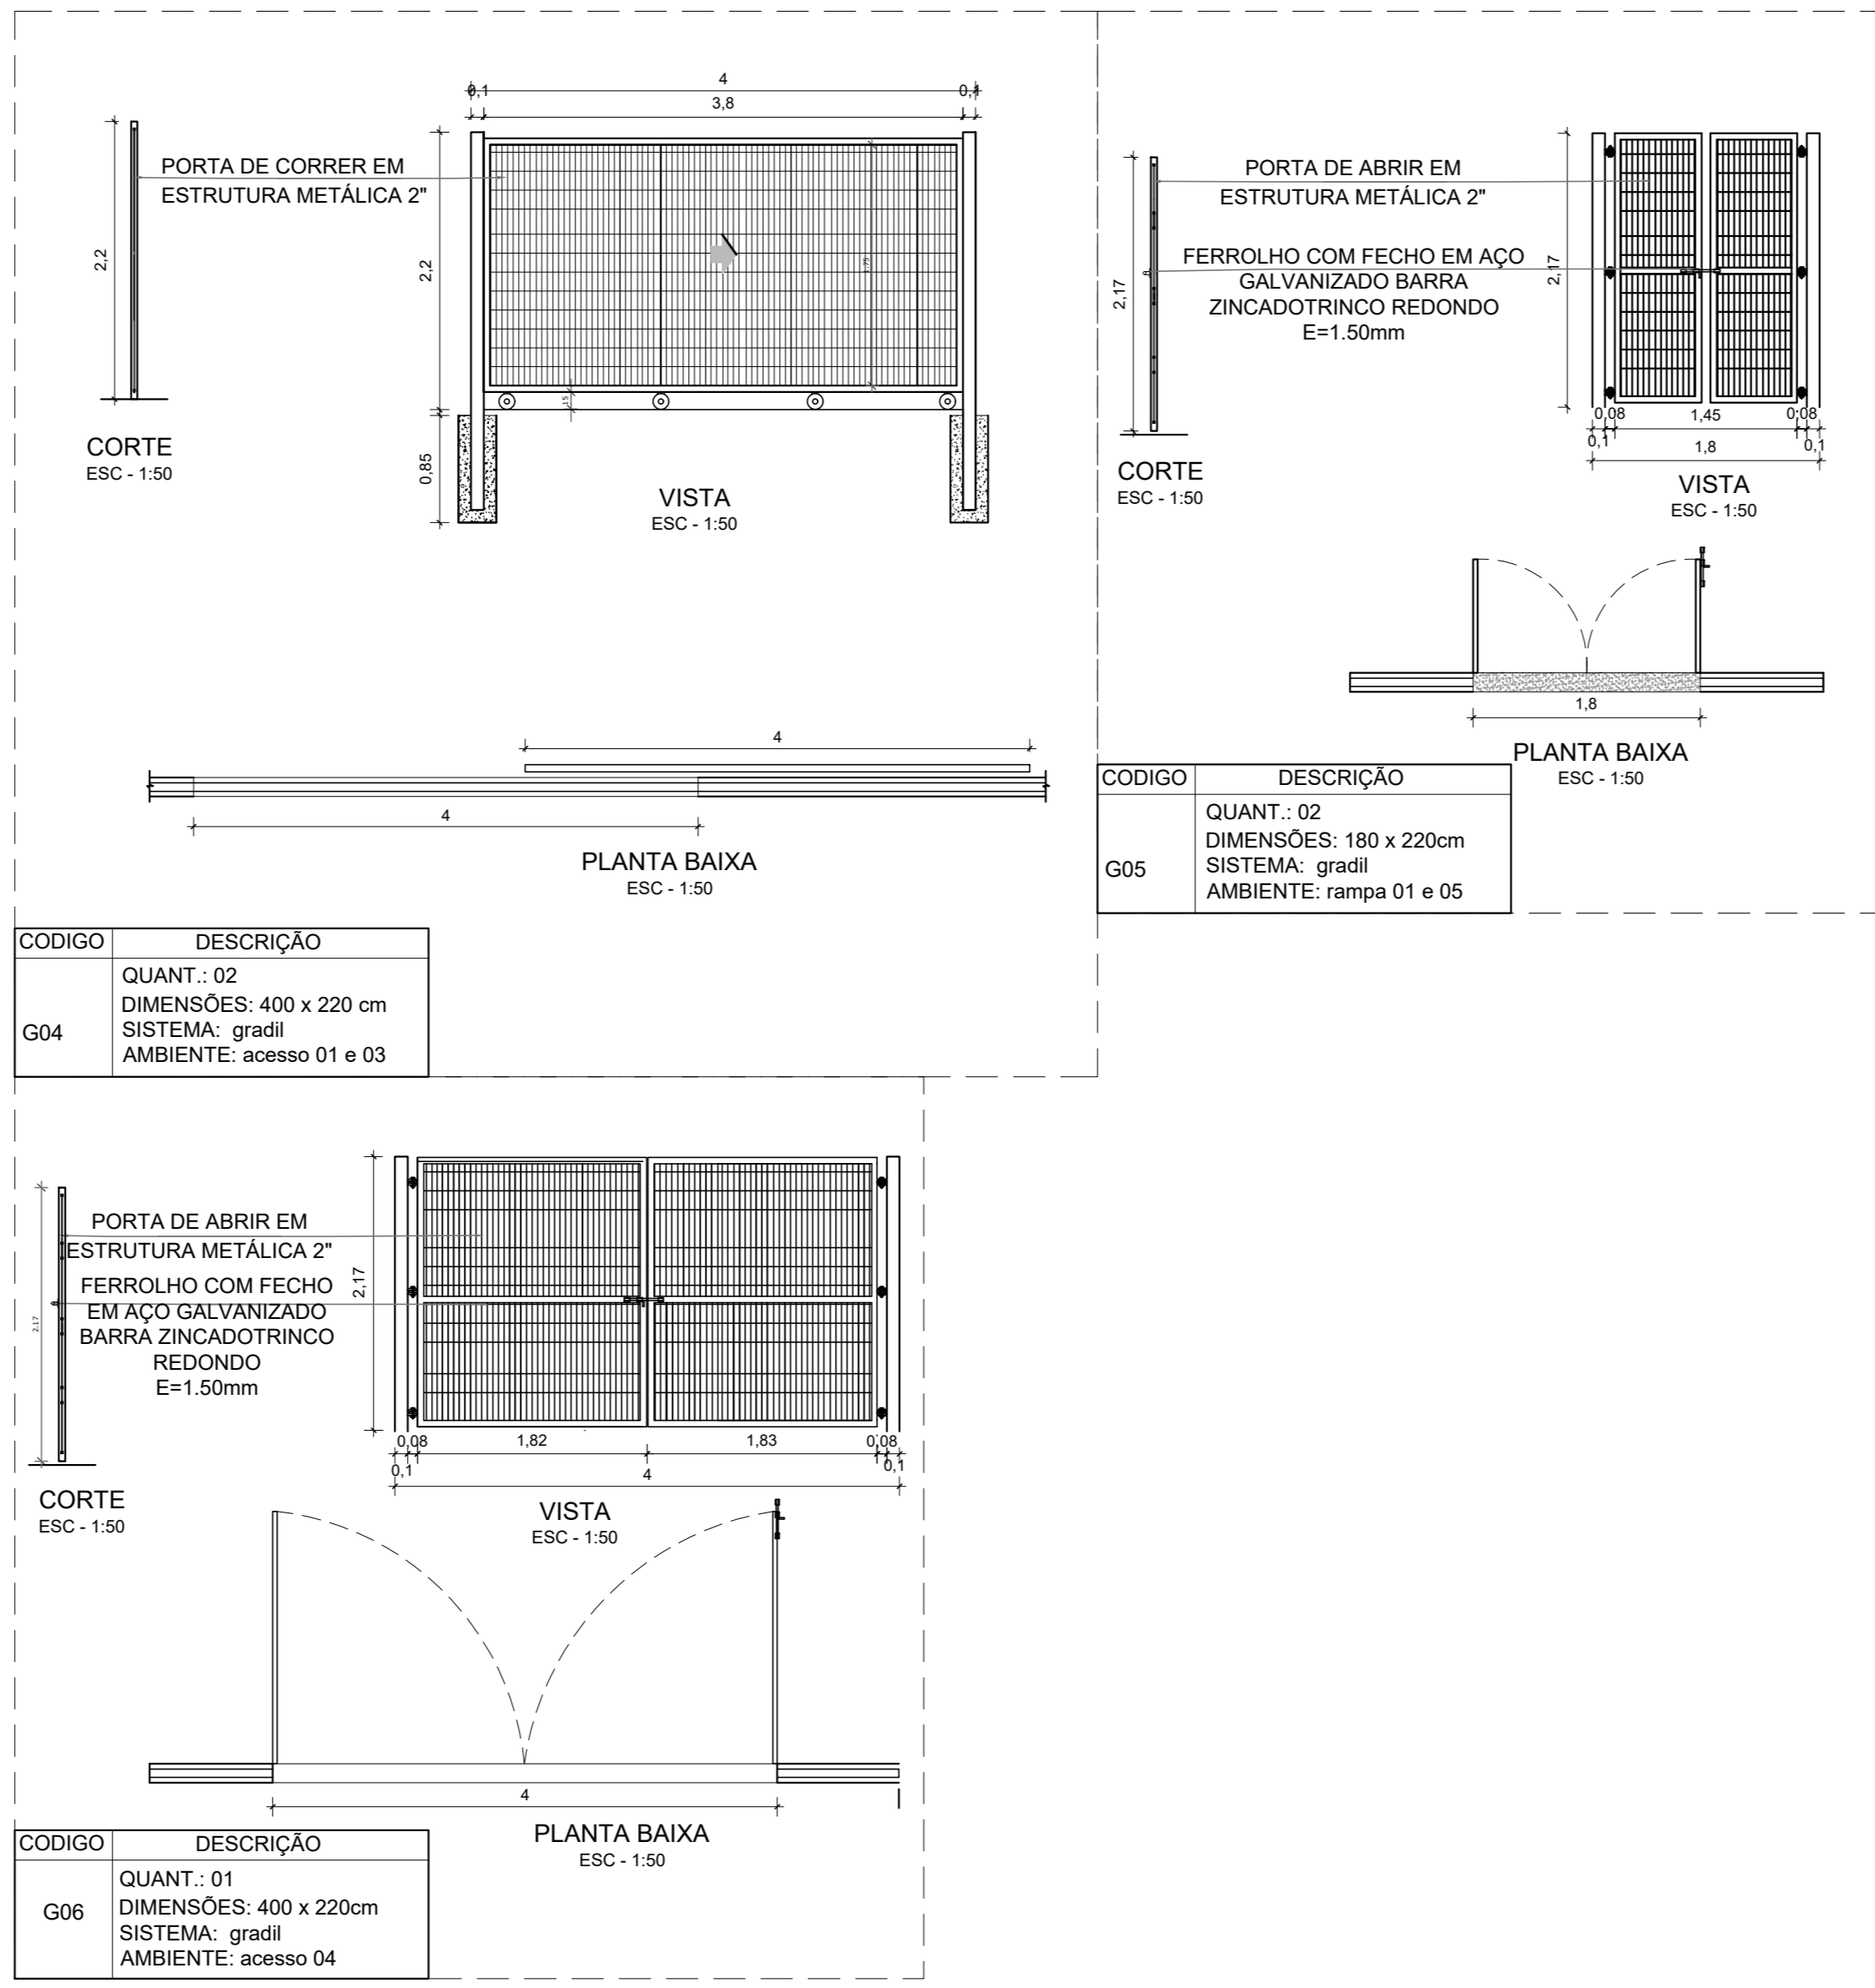 4
0,1
0,1
3,8
2,2
PORTA DE CORRER EM
ESTRUTURA METÁLICA 2"
2,2
1,75
,15
0,85
CORTE
ESC - 1:50
VISTA
ESC - 1:50
4
4
PLANTA BAIXA
ESC - 1:50
CODIGO
DESCRIÇÃO
G04
QUANT.: 02
DIMENSÕES: 400 x 220 cm
SISTEMA: gradil
AMBIENTE: acesso 01 e 03
2,17
PORTA DE ABRIR EM
ESTRUTURA METÁLICA 2"
FERROLHO COM FECHO EM AÇO
GALVANIZADO BARRA
ZINCADOTRINCO REDONDO
E=1.50mm
2,17
0,08
1,45
0,08
0,1
0,1
1,8
CORTE
ESC - 1:50
VISTA
ESC - 1:50
1,8
PLANTA BAIXA
ESC - 1:50
CODIGO
DESCRIÇÃO
G05
QUANT.: 02
DIMENSÕES: 180 x 220cm
SISTEMA: gradil
AMBIENTE: rampa 01 e 05
2,17
PORTA DE ABRIR EM
ESTRUTURA METÁLICA 2"
FERROLHO COM FECHO
EM AÇO GALVANIZADO
BARRA ZINCADOTRINCO
REDONDO
E=1.50mm
2,17
0,08
1,82
1,83
0,08
0,1
4
0,1
CORTE
ESC - 1:50
VISTA
ESC - 1:50
4
PLANTA BAIXA
ESC - 1:50
CODIGO
DESCRIÇÃO
G06
QUANT.: 01
DIMENSÕES: 400 x 220cm
SISTEMA: gradil
AMBIENTE: acesso 04